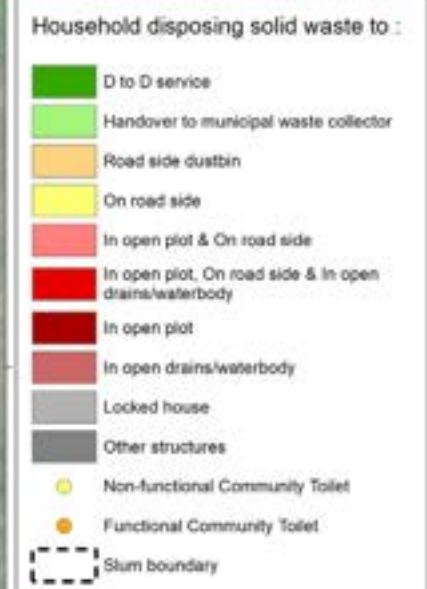 Household disposing solid waste to :
D to D service
Handover to municipal waste collector
Road side dustbin
On road side
In open plot & On road side
In open plot, On road side & In open
drains/waterbody
In open plot
In open drains/waterbody
Locked house
Other structures
Non-functional Community Toilet
Functional Community Toilet
Slum boundary